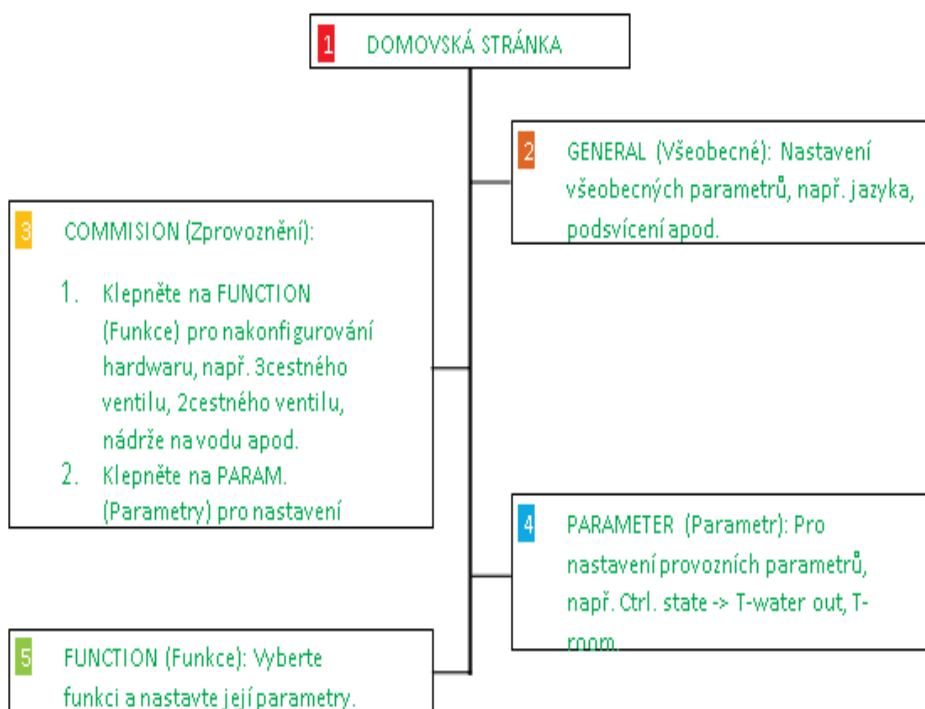 1 DOMOVSKÁ STRÁNKA
2 GENERAL (Všeobecné): Nastavení
všeobecných parametrů, např. jazyka,
podsvícení apod.
3 COMMISION (Zprovoznění):
1. Klepněte na FUNCTION
(Funkce) pro nakonfigurování
hardwaru, např. 3cestného
ventilu, 2cestného ventilu,
nádrže na vodu apod.
2. Klepněte na PARAM.
(Parametry) pro nastavení
4 PARAMETER (Parametr): Pro
nastavení provozních parametrů,
např. Ctrl. state -> T-water out, T-
room.
5 FUNCTION (Funkce): Vyberte
funkci a nastavte její parametry.